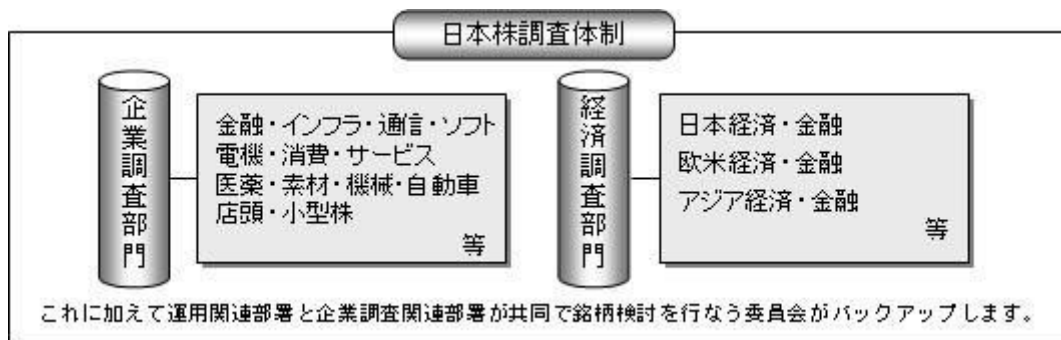 日本株調査体制
企業調査部門
金融・インフラ・通信・ソフト
電機・消費・サービス
医薬・素材・機械・自動車
店頭・小型株
等
経済調査部門
日本経済・金融
欧米経済・金融
アジア経済・金融
等
これに加えて運用関連部署と企業調査関連部署が共同で銘柄検討を行なう委員会がバックアップします。